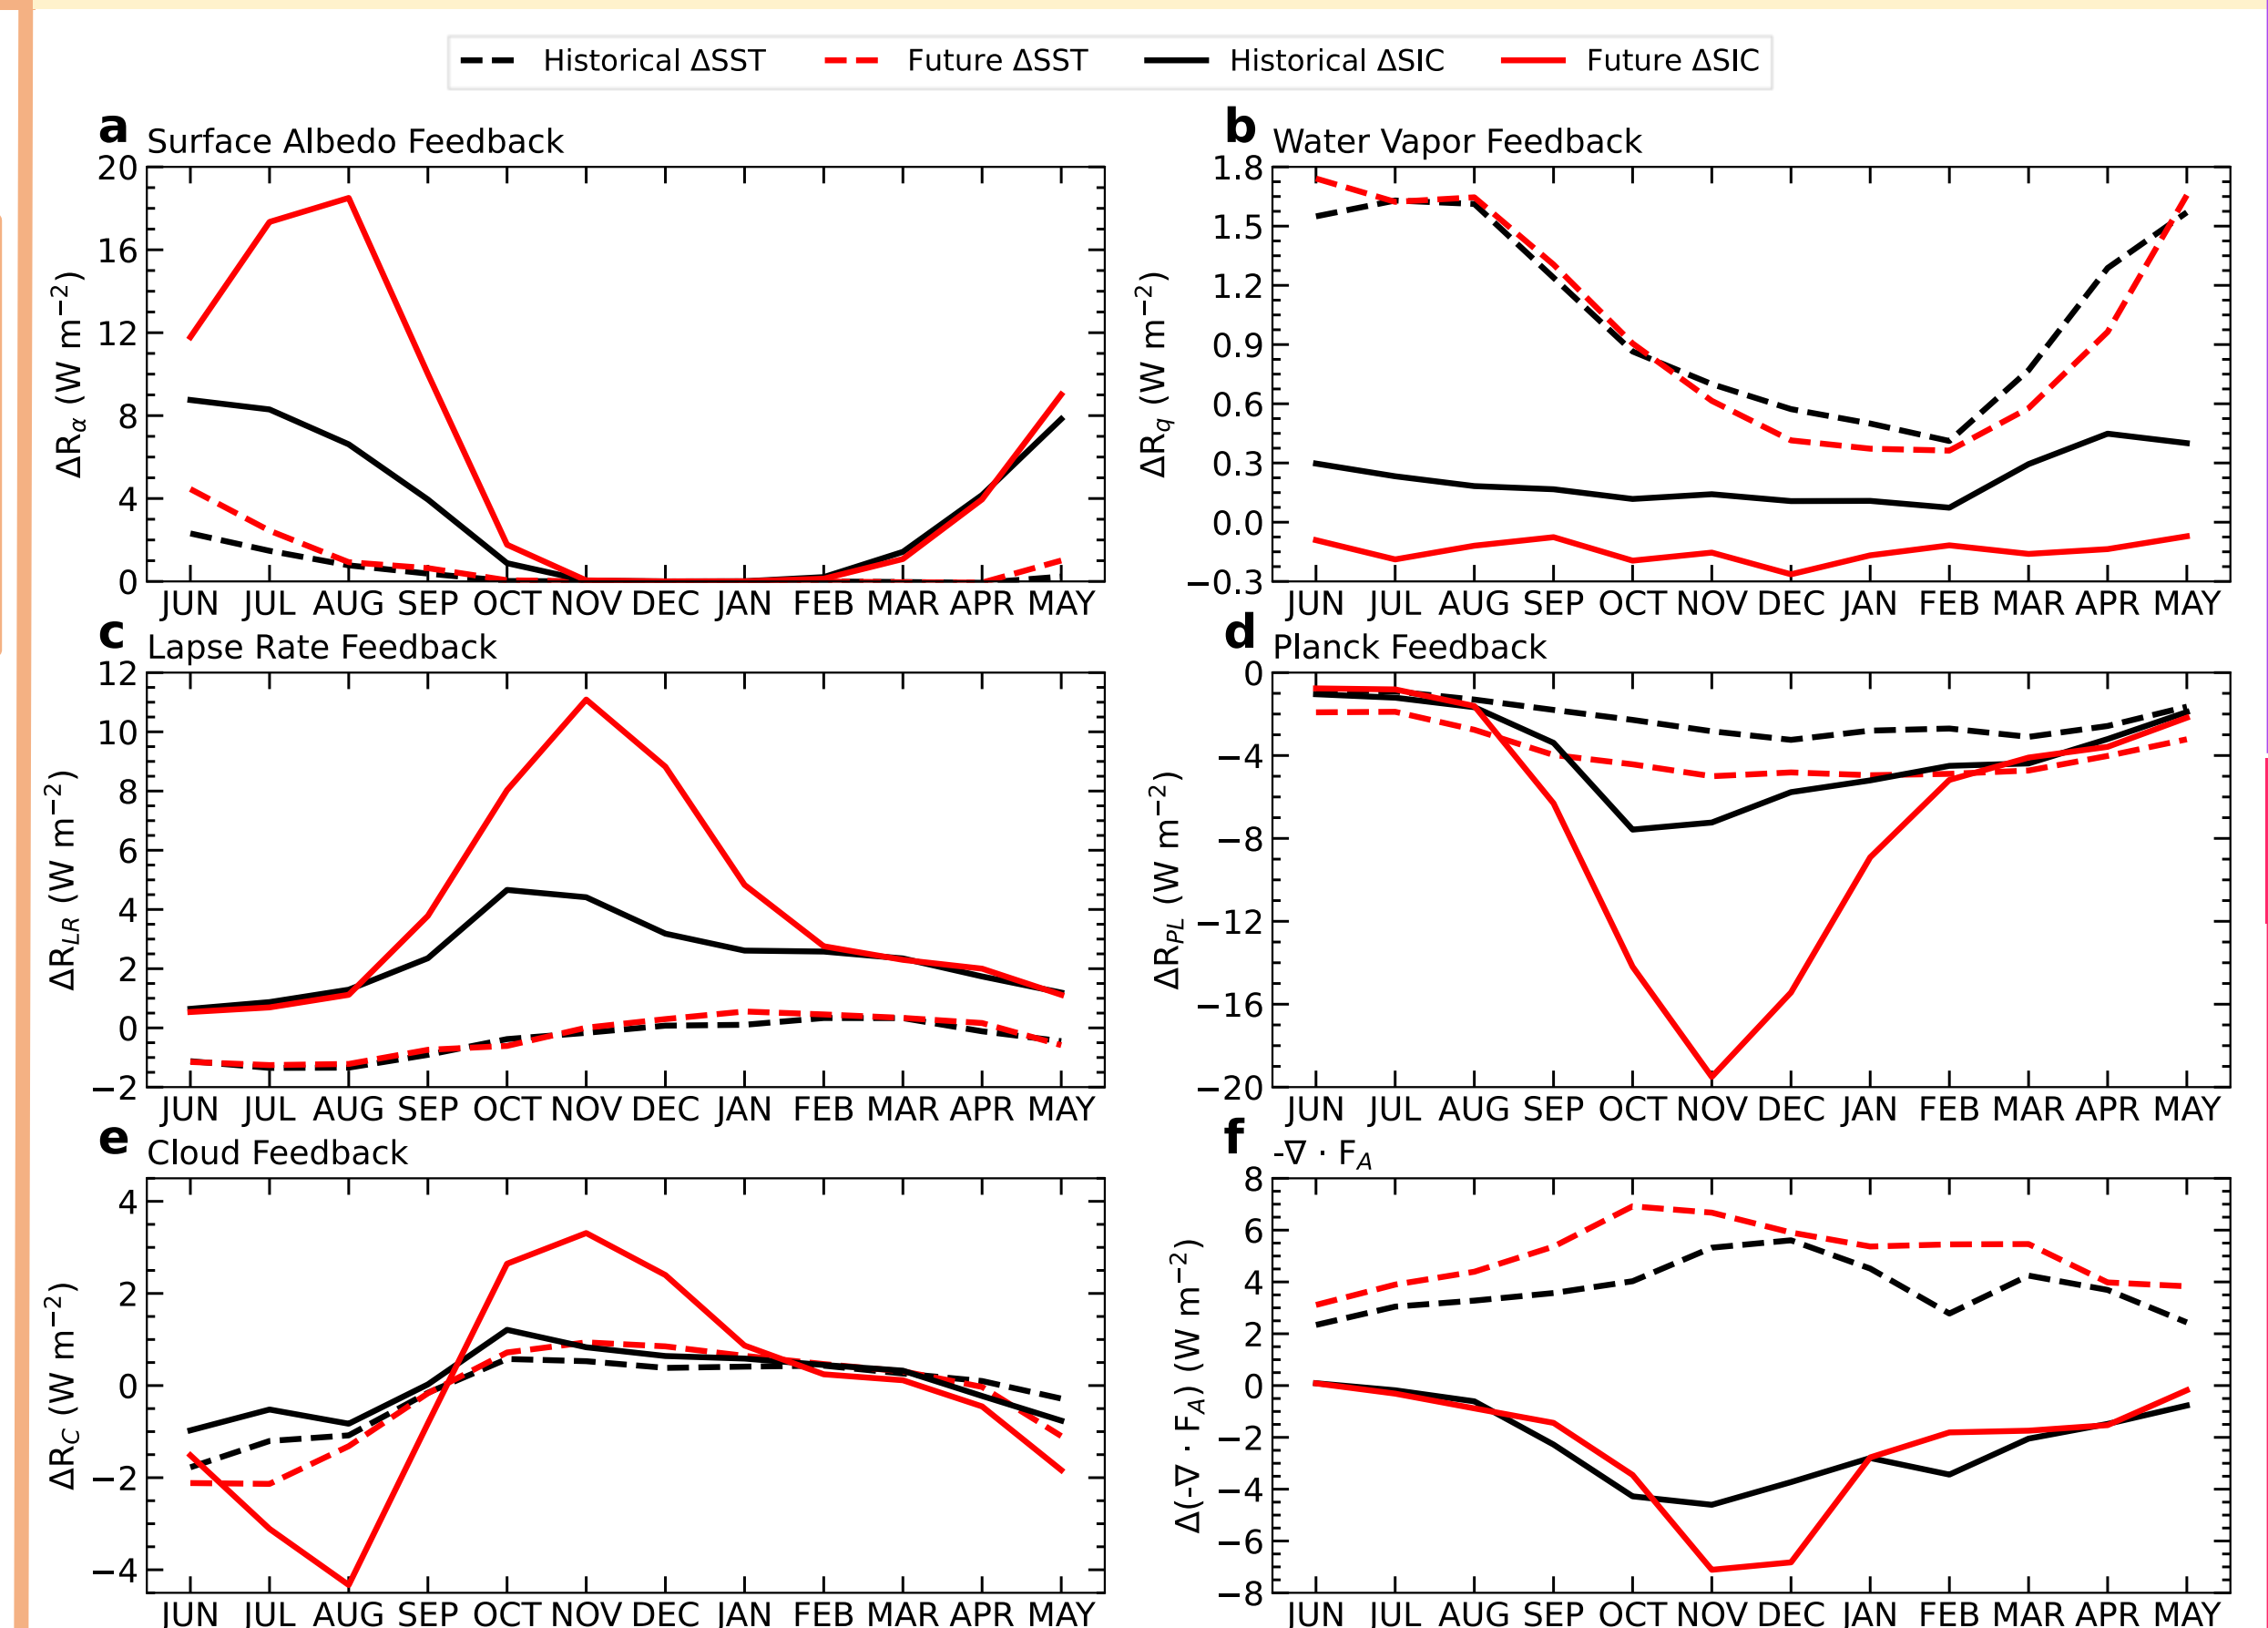 Historical ΔSST Future ΔSST Historical ΔSIC Future ΔSIC
a Surface Albedo Feedback
ΔRα (W m−2)
20
16
12
8
4
0
JUN JUL AUG SEP OCT NOV DEC JAN FEB MAR APR MAY
b Water Vapor Feedback
ΔRq (W m−2)
1.8
1.5
1.2
0.9
0.6
0.3
0.0
−0.3
JUN JUL AUG SEP OCT NOV DEC JAN FEB MAR APR MAY
c Lapse Rate Feedback
ΔRLR (W m−2)
12
10
8
6
4
2
0
−2
JUN JUL AUG SEP OCT NOV DEC JAN FEB MAR APR MAY
d Planck Feedback
ΔRPL (W m−2)
0
−4
−8
−12
−16
−20
JUN JUL AUG SEP OCT NOV DEC JAN FEB MAR APR MAY
e Cloud Feedback
ΔRC (W m−2)
4
2
0
−2
−4
JUN JUL AUG SEP OCT NOV DEC JAN FEB MAR APR MAY
f -∇ · FA
Δ(-∇ · FA) (W m−2)
8
6
4
2
0
−2
−4
−6
−8
JUN JUL AUG SEP OCT NOV DEC JAN FEB MAR APR MAY